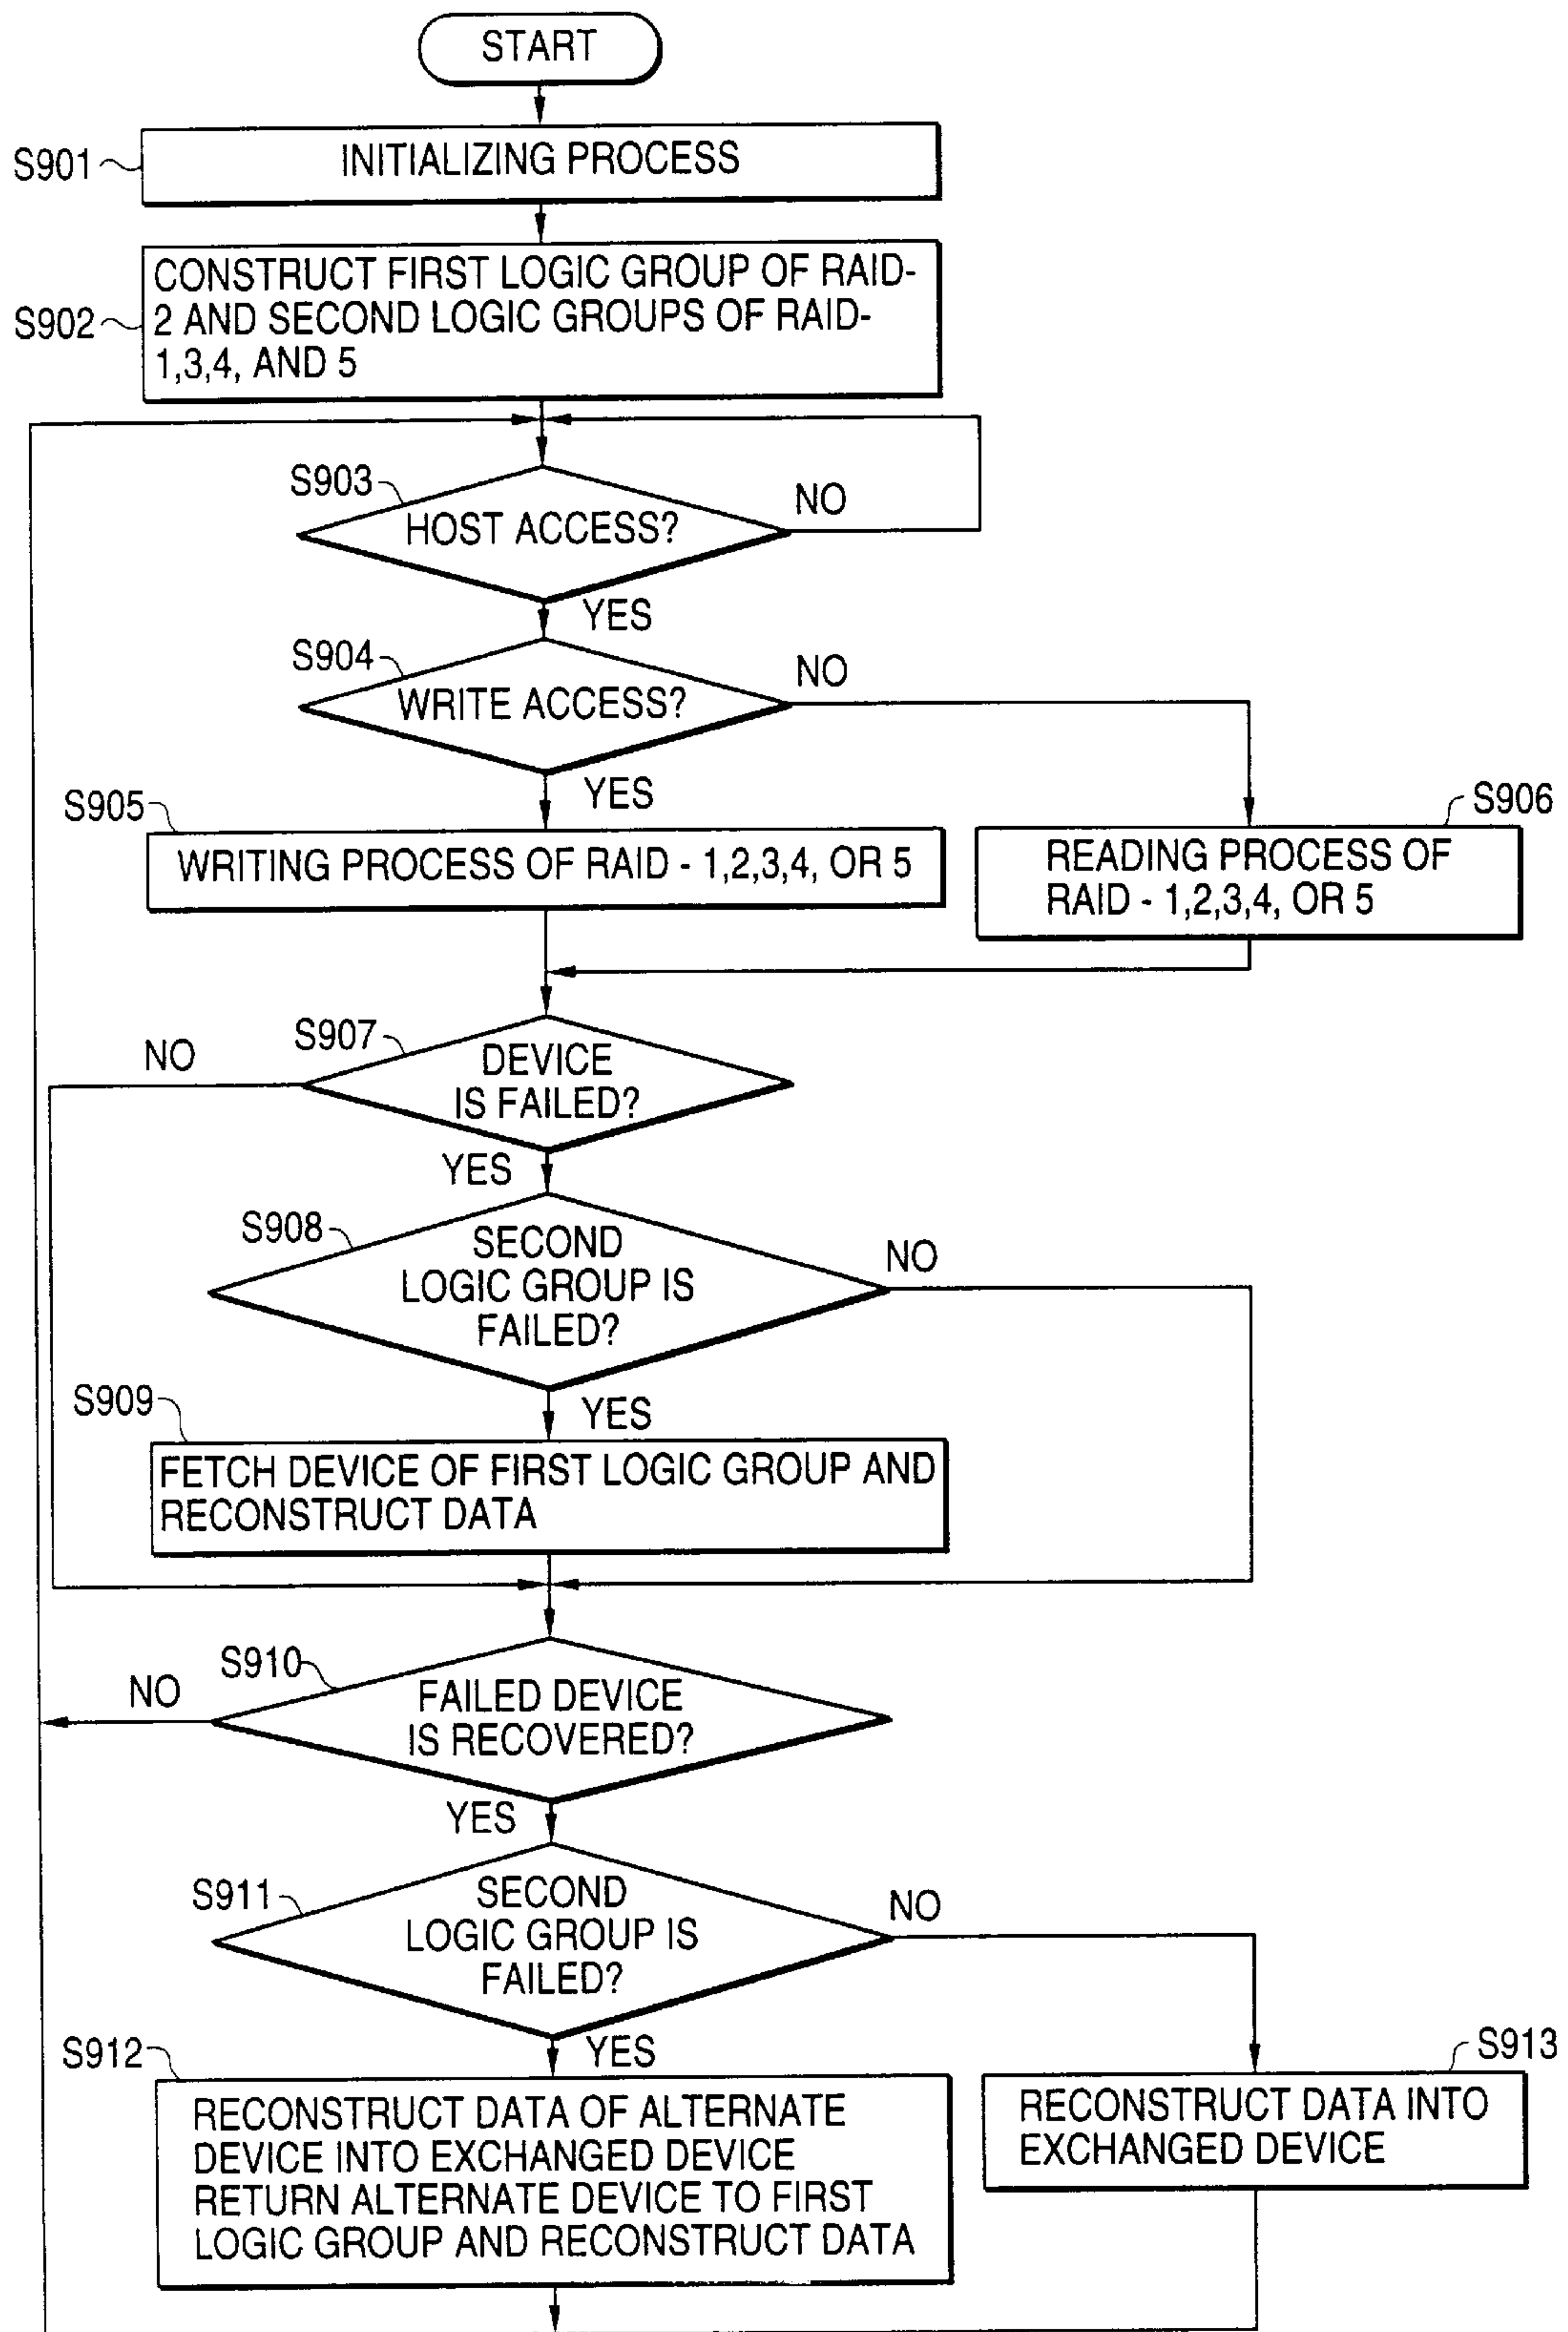 START
S901
INITIALIZING PROCESS
S902
CONSTRUCT FIRST LOGIC GROUP OF RAID-
2 AND SECOND LOGIC GROUPS OF RAID-
1,3,4, AND 5
S903
HOST ACCESS?
NO
YES
S904
WRITE ACCESS?
NO
YES
S905
WRITING PROCESS OF RAID - 1,2,3,4, OR 5
S906
READING PROCESS OF
RAID - 1,2,3,4, OR 5
S907
NO
DEVICE
IS FAILED?
YES
S908
SECOND
LOGIC GROUP IS
FAILED?
NO
YES
S909
FETCH DEVICE OF FIRST LOGIC GROUP AND
RECONSTRUCT DATA
S910
NO
FAILED DEVICE
IS RECOVERED?
YES
S911
SECOND
LOGIC GROUP IS
FAILED?
NO
YES
S912
RECONSTRUCT DATA OF ALTERNATE
DEVICE INTO EXCHANGED DEVICE
RETURN ALTERNATE DEVICE TO FIRST
LOGIC GROUP AND RECONSTRUCT DATA
S913
RECONSTRUCT DATA INTO
EXCHANGED DEVICE